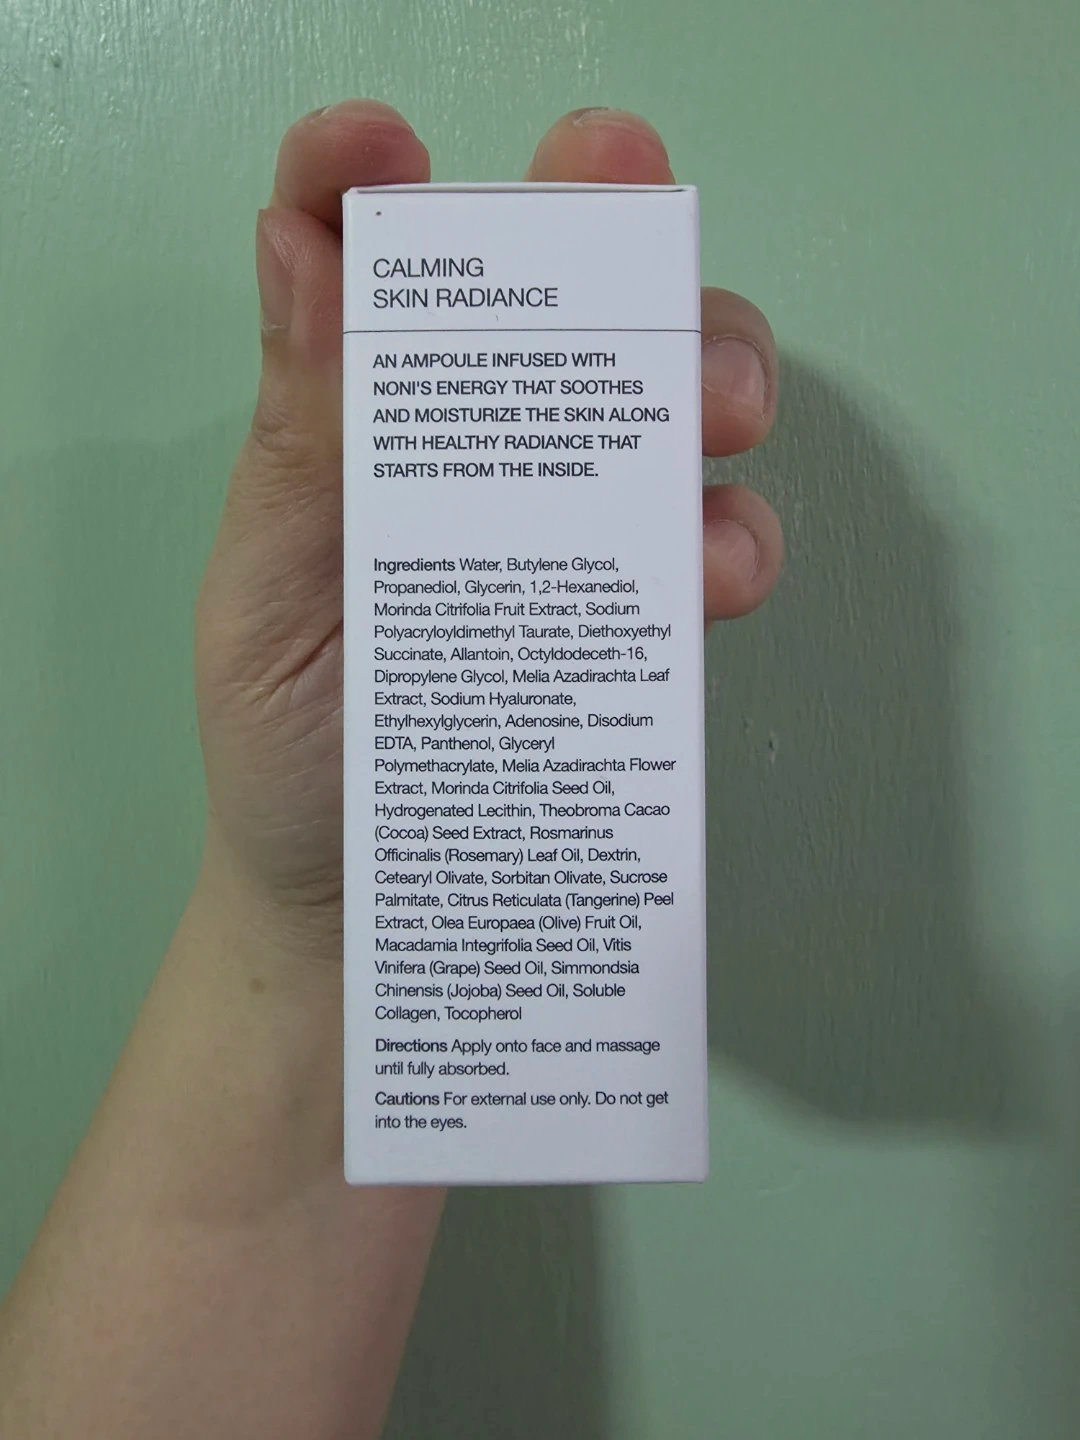 CALMING
SKIN RADIANCE
AN AMPOULE INFUSED WITH
NONI'S ENERGY THAT SOOTHES
AND MOISTURIZE THE SKIN ALONG
WITH HEALTHY RADIANCE THAT
STARTS FROM THE INSIDE.
Ingredients Water, Butylene Glycol,
Propanediol, Glycerin, 1,2-Hexanediol,
Morinda Citrifolia Fruit Extract, Sodium
Polyacryloyldimethyl Taurate, Diethoxyethyl
Succinate, Allantoin, Octyldodeceth-16,
Dipropylene Glycol, Melia Azadirachta Leaf
Extract, Sodium Hyaluronate,
Ethylhexylglycerin, Adenosine, Disodium
EDTA, Panthenol, Glyceryl
Polymethacrylate, Melia Azadirachta Flower
Extract, Morinda Citrifolia Seed Oil,
Hydrogenated Lecithin, Theobroma Cacao
(Cocoa) Seed Extract, Rosmarinus
Officinalis (Rosemary) Leaf Oil, Dextrin,
Cetearyl Olivate, Sorbitan Olivate, Sucrose
Palmitate, Citrus Reticulata (Tangerine) Peel
Extract, Olea Europaea (Olive) Fruit Oil,
Macadamia Integrifolia Seed Oil, Vitis
Vinifera (Grape) Seed Oil, Simmondsia
Chinensis (Jojoba) Seed Oil, Soluble
Collagen, Tocopherol
Directions Apply onto face and massage
until fully absorbed.
Cautions For external use only. Do not get
into the eyes.